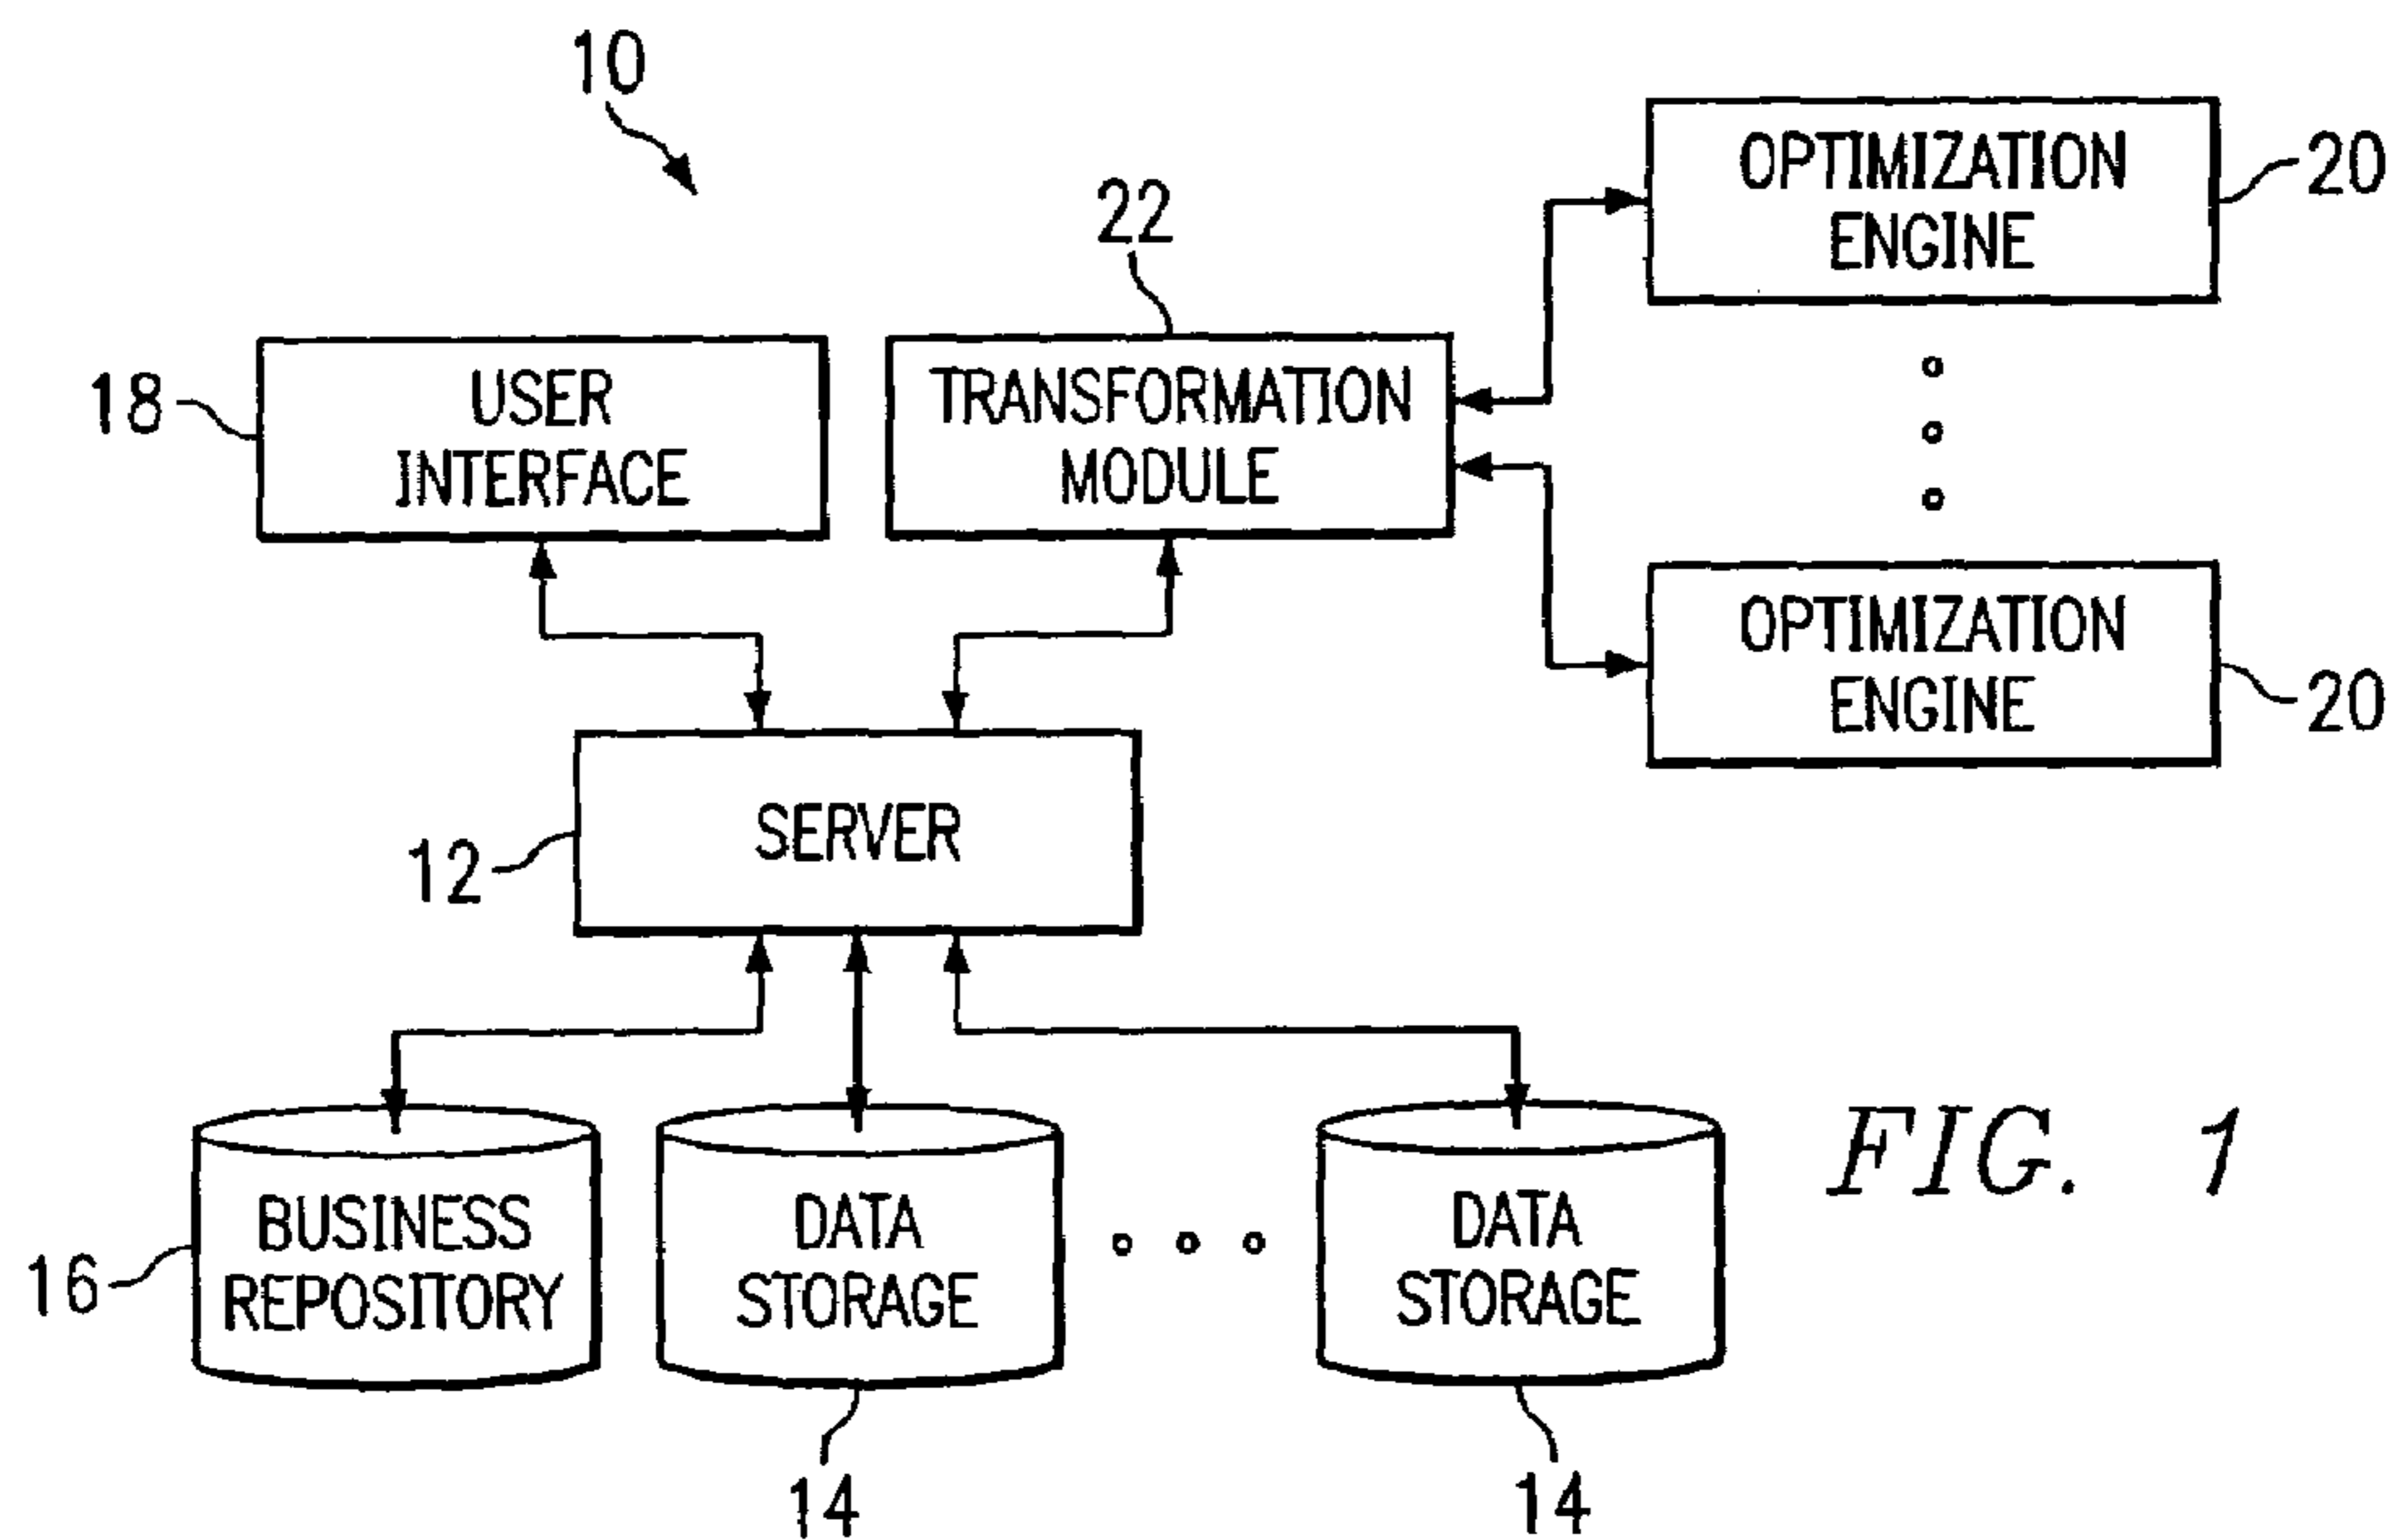 10
OPTIMIZATION
ENGINE
20
22
USER
INTERFACE
18
TRANSFORMATION
MODULE
OPTIMIZATION
ENGINE
20
SERVER
12
BUSINESS
REPOSITORY
16
DATA
STORAGE
14
DATA
STORAGE
14
FIG. 1